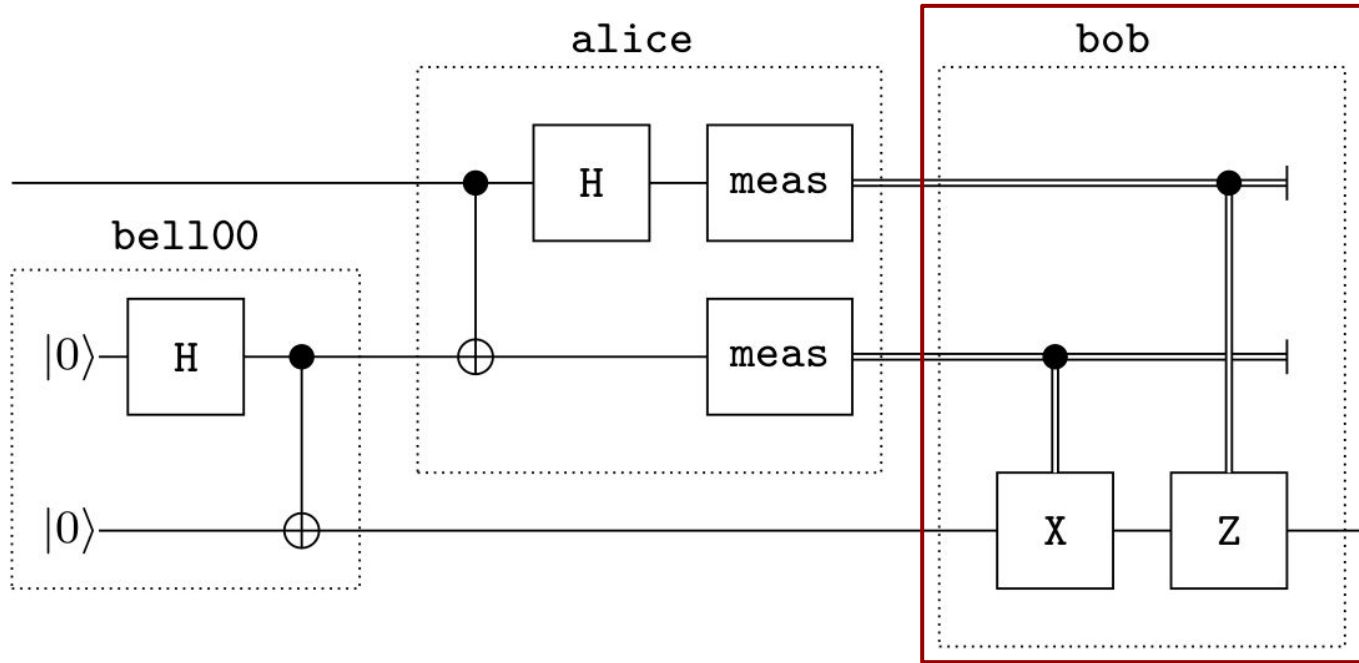 alice
bob
H
meas
bell00
|0⟩
H
meas
|0⟩
X
Z